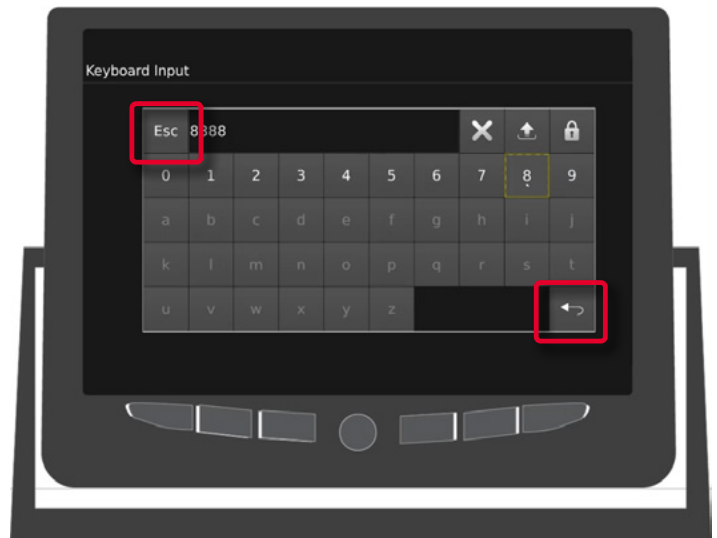 Keyboard Input
Esc 8888
0 1 2 3 4 5 6 7 8 9
a b c d e f g h i j
k l m n o p q r s t
u v w x y z